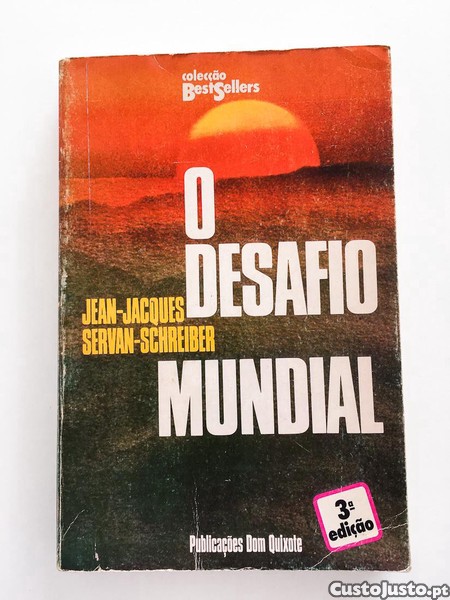 colecção
BestSellers
O
DESAFIO
JEAN-JACQUES
SERVAN-SCHREIBER
MUNDIAL
3ª
edição
Publicações Dom Quixote
CustoJusto.pt